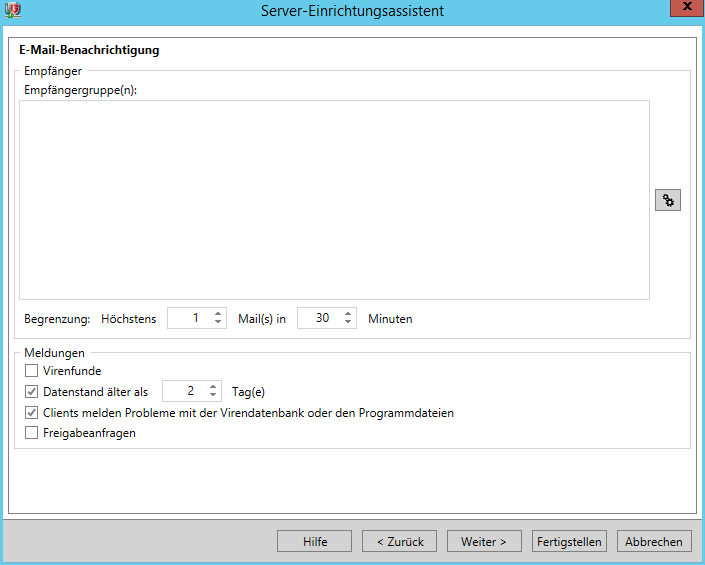 Server-Einrichtungsassistent
E-Mail-Benachrichtigung
Empfänger
Empfängergruppe(n):
Begrenzung: Höchstens 1 Mail(s) in 30 Minuten
Meldungen
Virenfunde
Datenstand älter als 2 Tag(e)
Clients melden Probleme mit der Virendatenbank oder den Programmdateien
Freigabeanfragen
Hilfe < Zurück Weiter > Fertigstellen Abbrechen